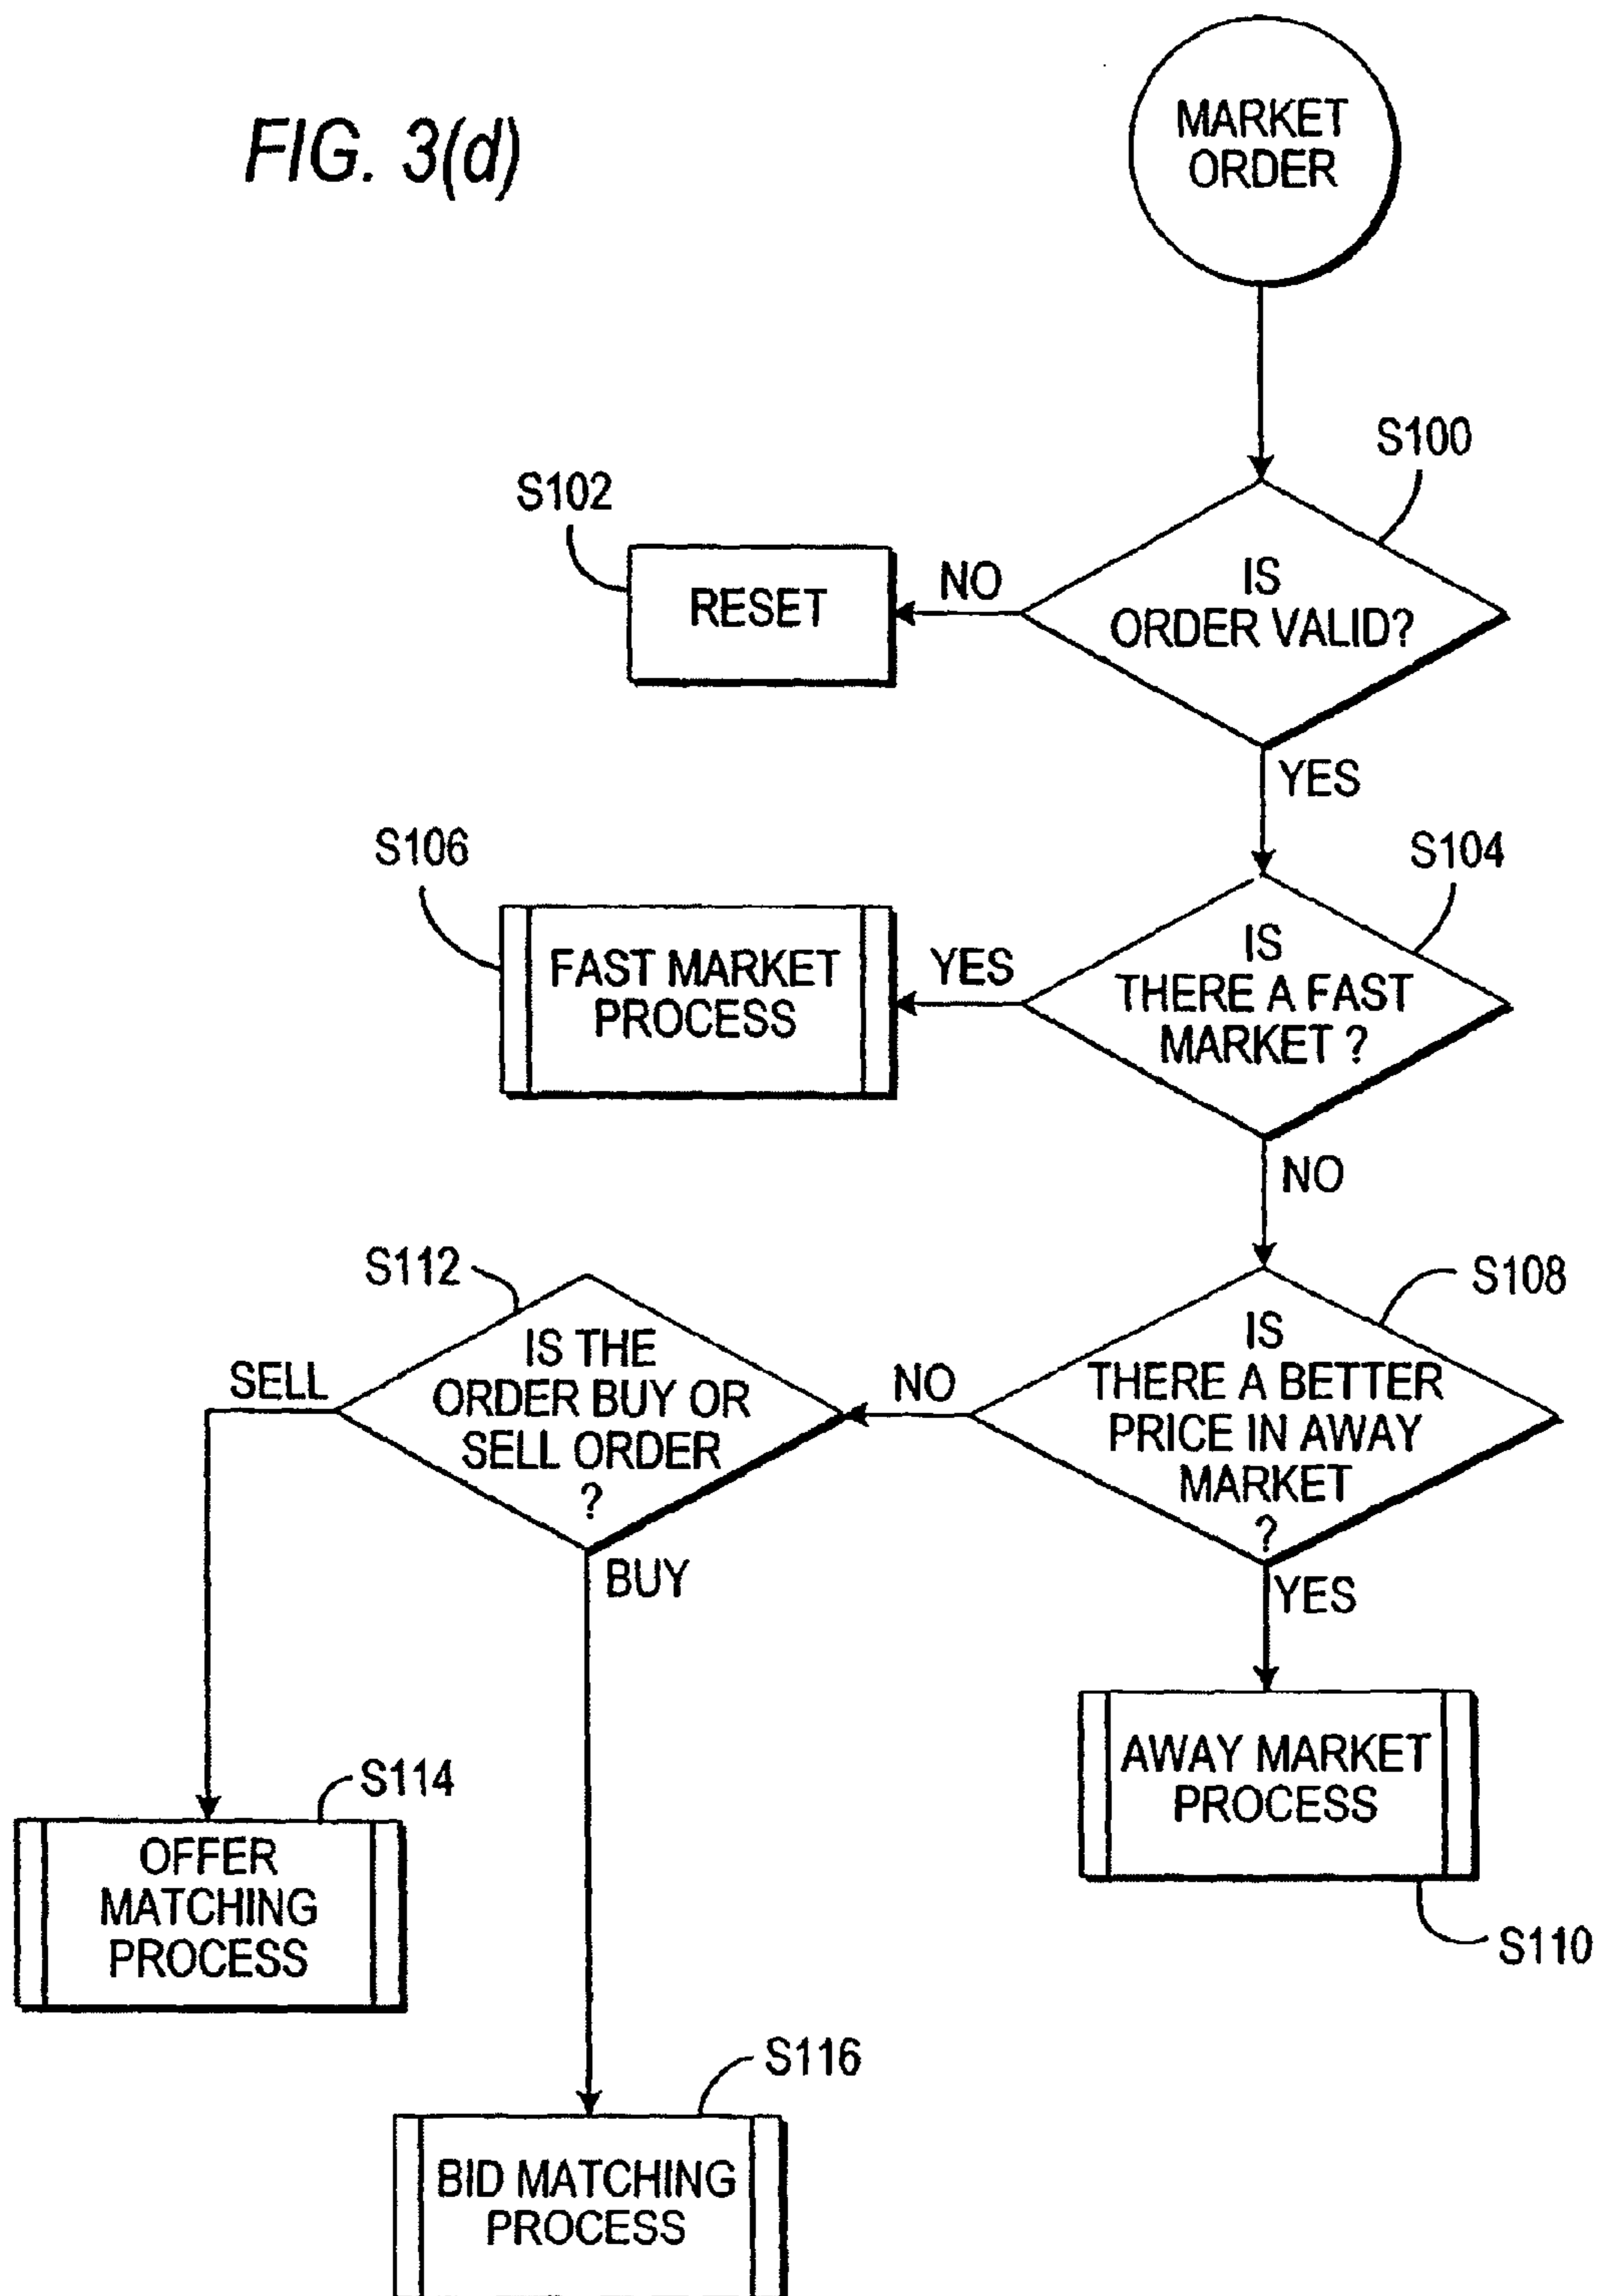 FIG. 3(d)
MARKET
ORDER
S100
S102
IS
ORDER VALID?
NO
RESET
YES
S104
S106
IS
THERE A FAST
MARKET ?
YES
FAST MARKET
PROCESS
NO
S108
S112
IS
THERE A BETTER
PRICE IN AWAY
MARKET
?
NO
IS THE
ORDER BUY OR
SELL ORDER
?
SELL
BUY
YES
AWAY MARKET
PROCESS
S110
S114
OFFER
MATCHING
PROCESS
S116
BID MATCHING
PROCESS